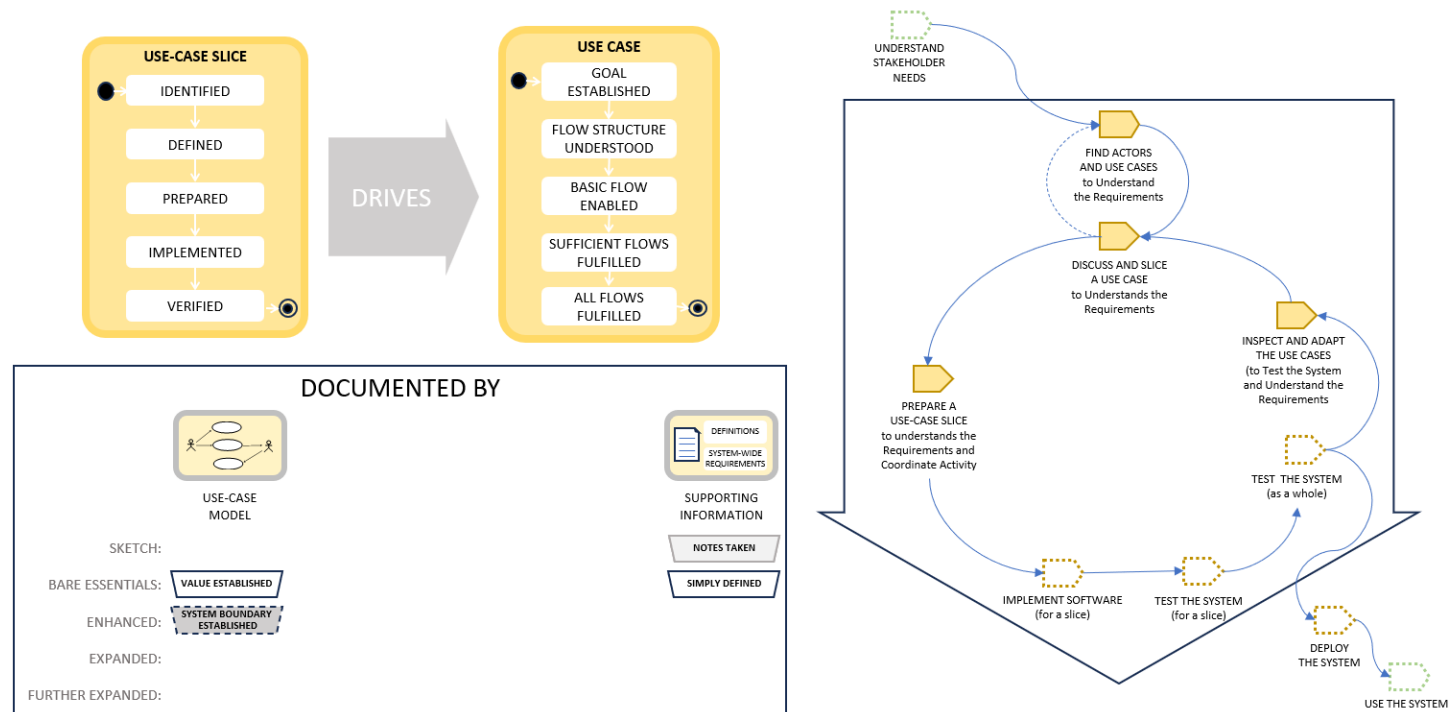 USE-CASE SLICE
IDENTIFIED
DEFINED
PREPARED
IMPLEMENTED
VERIFIED
DRIVES
USE CASE
GOAL
ESTABLISHED
FLOW STRUCTURE
UNDERSTOOD
BASIC FLOW
ENABLED
SUFFICIENT FLOWS
FULFILLED
ALL FLOWS
FULFILLED
DOCUMENTED BY
USE-CASE
MODEL
DEFINITIONS
SYSTEM-WIDE
REQUIREMENTS
SUPPORTING
INFORMATION
SKETCH:
NOTES TAKEN
BARE ESSENTIALS:
VALUE ESTABLISHED
SIMPLY DEFINED
ENHANCED:
SYSTEM BOUNDARY
ESTABLISHED
EXPANDED:
FURTHER EXPANDED:
UNDERSTAND
STAKEHOLDER
NEEDS
FIND ACTORS
AND USE CASES
to Understand
the Requirements
DISCUSS AND SLICE
A USE CASE
to Understands the
Requirements
INSPECT AND ADAPT
THE USE CASES
(to Test the System
and Understand the
Requirements
PREPARE A
USE-CASE SLICE
to understands the
Requirements and
Coordinate Activity
TEST THE SYSTEM
(as a whole)
IMPLEMENT SOFTWARE
(for a slice)
TEST THE SYSTEM
(for a slice)
DEPLOY
THE SYSTEM
USE THE SYSTEM